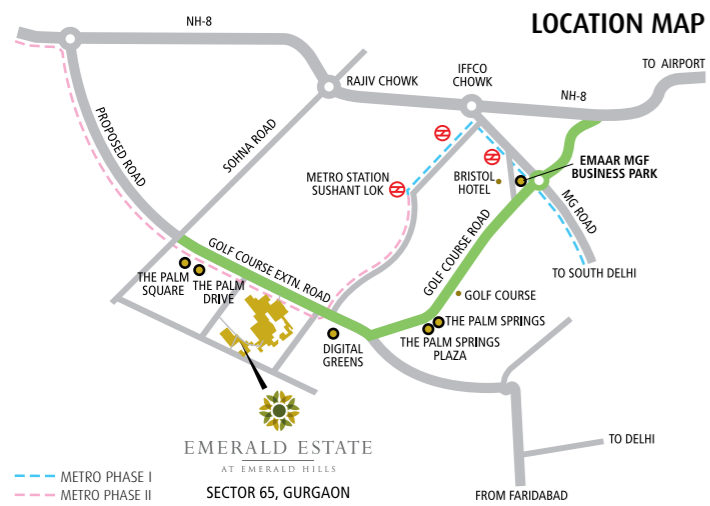 LOCATION MAP
NH-8
TO AIRPORT
IFFCO
CHOWK
RAJIV CHOWK
NH-8
PROPOSED ROAD
SOHNA ROAD
METRO STATION
SUSHANT LOK
BRISTOL
HOTEL
EMAAR MGF
BUSINESS PARK
MG ROAD
GOLF COURSE ROAD
TO SOUTH DELHI
GOLF COURSE EXTN. ROAD
THE PALM
SQUARE
THE PALM
DRIVE
GOLF COURSE
THE PALM SPRINGS
THE PALM SPRINGS
PLAZA
DIGITAL
GREENS
EMERALD ESTATE
AT EMERALD HILLS
SECTOR 65, GURGAON
TO DELHI
FROM FARIDABAD
METRO PHASE I
METRO PHASE II